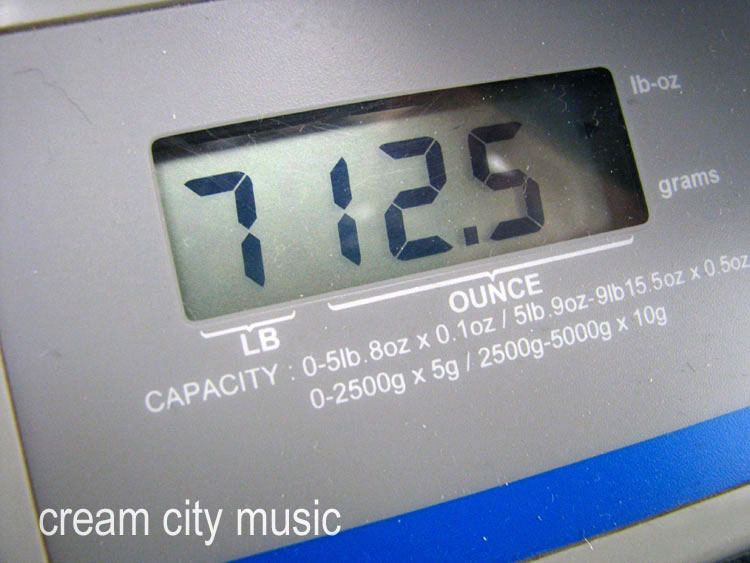 lb-oz
7 12.5
grams
LB
OUNCE
CAPACITY : 0-5lb.8oz x 0.1oz / 5lb.9oz-9lb15.5oz x 0.5oz
0-2500g x 5g / 2500g-5000g x 10g
cream city music